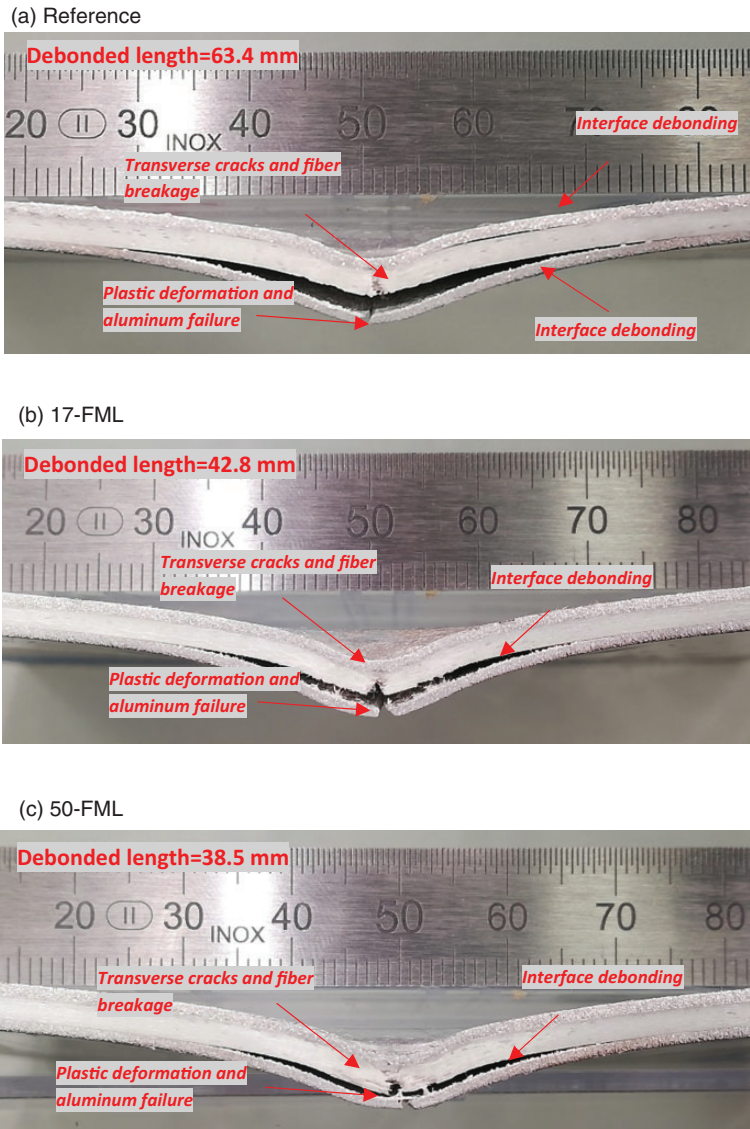 (a) Reference
Debonded length=63.4 mm
20 30 40 50 60 70 80
INOX
Interface debonding
Transverse cracks and fiber
breakage
Plastic deformation and
aluminum failure
Interface debonding
(b) 17-FML
Debonded length=42.8 mm
20 30 40 50 60 70 80
INOX
Transverse cracks and fiber
breakage
Interface debonding
Plastic deformation and
aluminum failure
(c) 50-FML
Debonded length=38.5 mm
20 II 30 40 50 60 70 80
INOX
Transverse cracks and fiber
breakage
Interface debonding
Plastic deformation and
aluminum failure